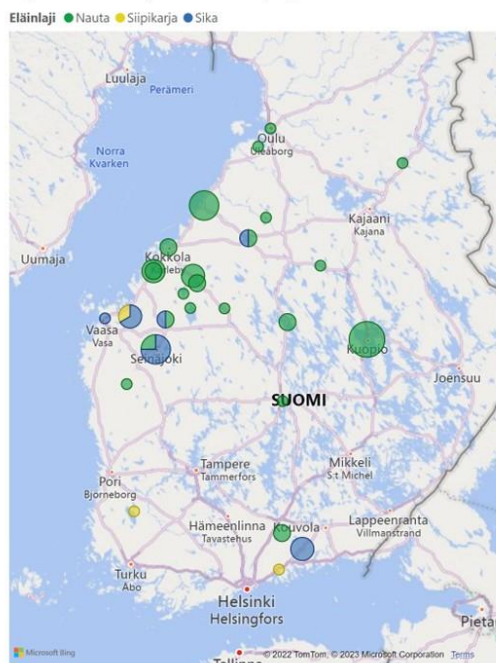 Eläinlaji Nauta Siipikarja Sika
Luulaja
Perämeri
Oulu
Uleåborg
Norra
Kvarken
Kajaani
Kajana
Uumaja
Kokkola
Karleby
Vaasa
Vasa
Seinäjoki
Kuopio
Joensuu
SUOMI
Mikkeli
S:t Michel
Tampere
Tammerfors
Pori
Björneborg
Hämeenlinna
Tavastehus
Kouvola
Lappeenranta
Villmanstrand
Turku
Åbo
Helsinki
Helsingfors
Pieta
Microsoft Bing
© 2022 TomTom, © 2023 Microsoft Corporation Terms